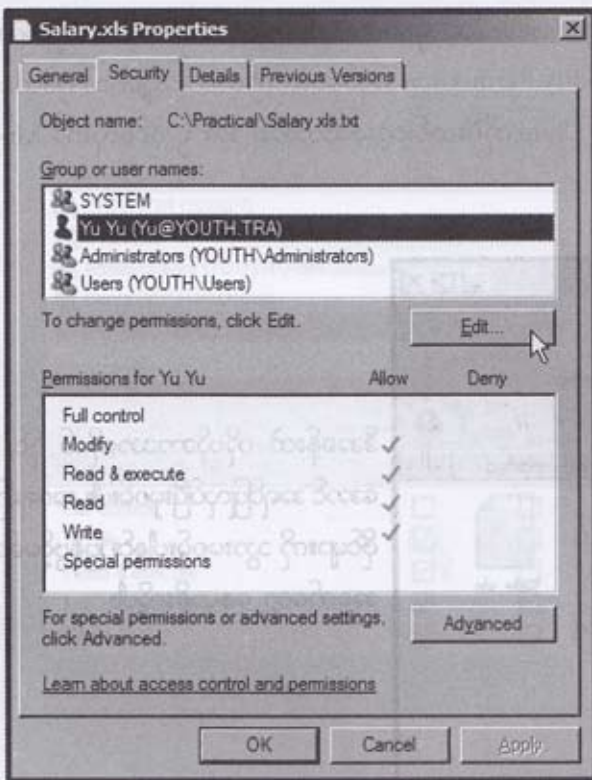 Salary.xls Properties
General Security Details Previous Versions
Object name: C:\Practical\Salary.xls.txt
Group or user names:
SYSTEM
Yu Yu (Yu@YOUTH.TRA)
Administrators (YOUTH\Administrators)
Users (YOUTH\Users)
To change permissions, click Edit.
Edit...
Permissions for Yu Yu Allow Deny
Full control
Modify
Read & execute
Read
Write
Special permissions
For special permissions or advanced settings,
click Advanced.
Advanced
Learn about access control and permissions
OK Cancel Apply